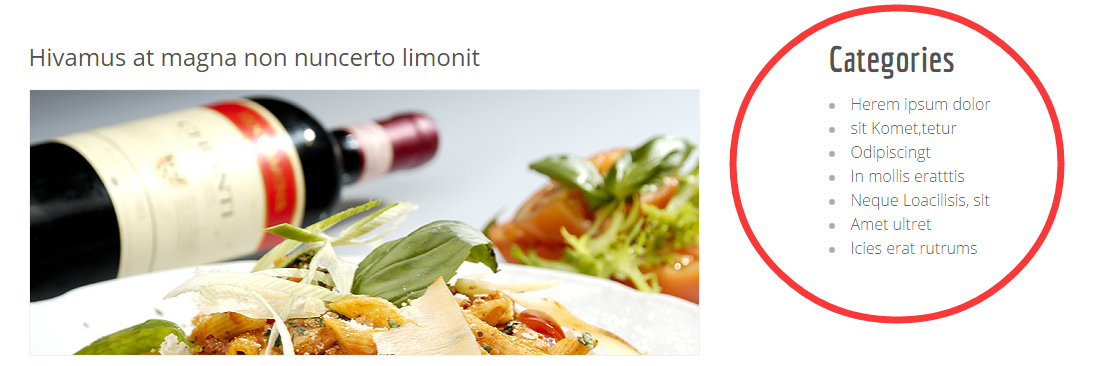 Hivamus at magna non nuncerto limonit
Categories
Herem ipsum dolor
sit Komet,tetur
Odipiscingt
In mollis eratttis
Neque Loacilisis, sit
Amet ultret
Icies erat rutrums